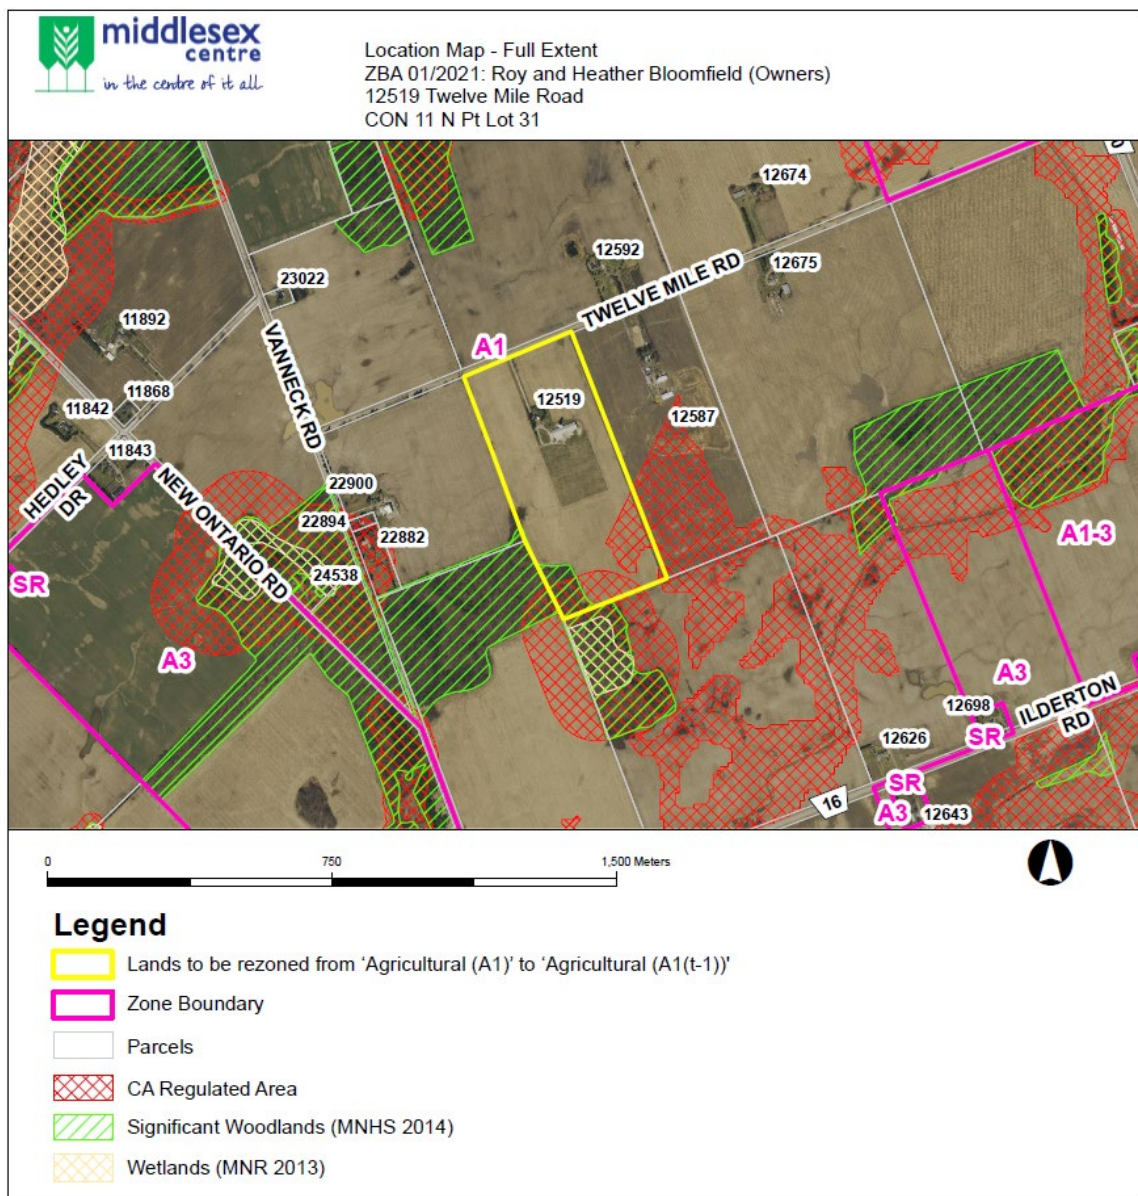 middlesex
centre
in the centre of it all
Location Map - Full Extent
ZBA 01/2021: Roy and Heather Bloomfield (Owners)
12519 Twelve Mile Road
CON 11 N Pt Lot 31
12674
12592
12675
TWELVE MILE RD
23022
11892
VANNECK RD
A1
11868
11842
12519
12587
11843
HEDLEY
DR
NEW ONTARIO RD
22900
22894
22882
A1-3
24538
SR
A3
A3
12698
ILDERTON
RD
SR
12626
SR
16
A3
12643
0
750
1,500 Meters
Legend
Lands to be rezoned from ‘Agricultural (A1)’ to ‘Agricultural (A1(t-1))'
Zone Boundary
Parcels
CA Regulated Area
Significant Woodlands (MNHS 2014)
Wetlands (MNR 2013)